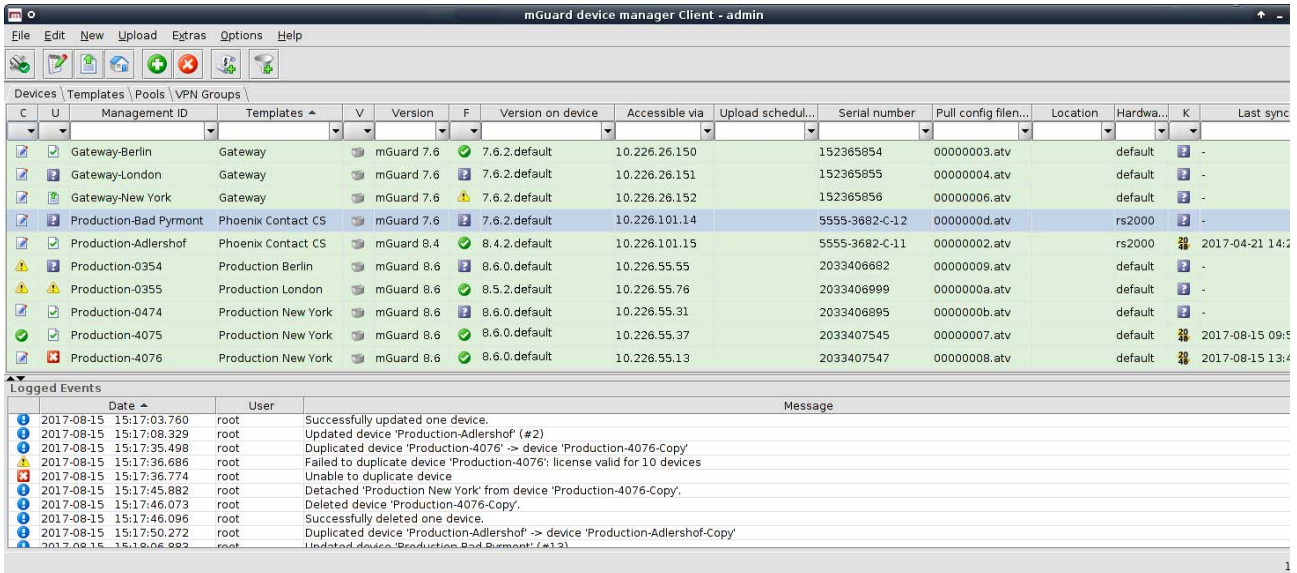 mGuard device manager Client - admin
File Edit New Upload Extras Options Help
Devices Templates Pools VPN Groups
C U Management ID Templates V Version F Version on device Accessible via Upload schedul... Serial number Pull config filen... Location Hardwa... K Last sync
Gateway-Berlin Gateway mGuard 7.6 7.6.2.default 10.226.26.150 152365854 00000003.atv default -
Gateway-London Gateway mGuard 7.6 7.6.2.default 10.226.26.151 152365855 00000004.atv default -
Gateway-New York Gateway mGuard 7.6 7.6.2.default 10.226.26.152 152365856 00000006.atv default -
Production-Bad Pyrmont Phoenix Contact CS mGuard 7.6 7.6.2.default 10.226.101.14 5555-3682-C-12 0000000d.atv rs2000 -
Production-Adlershof Phoenix Contact CS mGuard 8.4 8.4.2.default 10.226.101.15 5555-3682-C-11 00000002.atv rs2000 2048 2017-04-21 14:2
Production-0354 Production Berlin mGuard 8.6 8.6.0.default 10.226.55.55 2033406682 00000009.atv default -
Production-0355 Production London mGuard 8.6 8.5.2.default 10.226.55.76 2033406999 0000000a.atv default -
Production-0474 Production New York mGuard 8.6 8.6.0.default 10.226.55.31 2033406895 0000000b.atv default -
Production-4075 Production New York mGuard 8.6 8.6.0.default 10.226.55.37 2033407545 00000007.atv default 2048 2017-08-15 09:5
Production-4076 Production New York mGuard 8.6 8.6.0.default 10.226.55.13 2033407547 00000008.atv default 2048 2017-08-15 13:4
Logged Events
Date User Message
2017-08-15 15:17:03.760 root Successfully updated one device.
2017-08-15 15:17:08.329 root Updated device 'Production-Adlershof' (#2)
2017-08-15 15:17:35.498 root Duplicated device 'Production-4076' -> device 'Production-4076-Copy'
2017-08-15 15:17:36.686 root Failed to duplicate device 'Production-4076': license valid for 10 devices
2017-08-15 15:17:36.774 root Unable to duplicate device
2017-08-15 15:17:45.882 root Detached 'Production New York' from device 'Production-4076-Copy'.
2017-08-15 15:17:46.073 root Deleted device 'Production-4076-Copy'.
2017-08-15 15:17:46.096 root Successfully deleted one device.
2017-08-15 15:17:50.272 root Duplicated device 'Production-Adlershof' -> device 'Production-Adlershof-Copy'
2017-08-15 15:18:06.883 root Updated device 'Production-Bad Pyrmont' (#13)
1